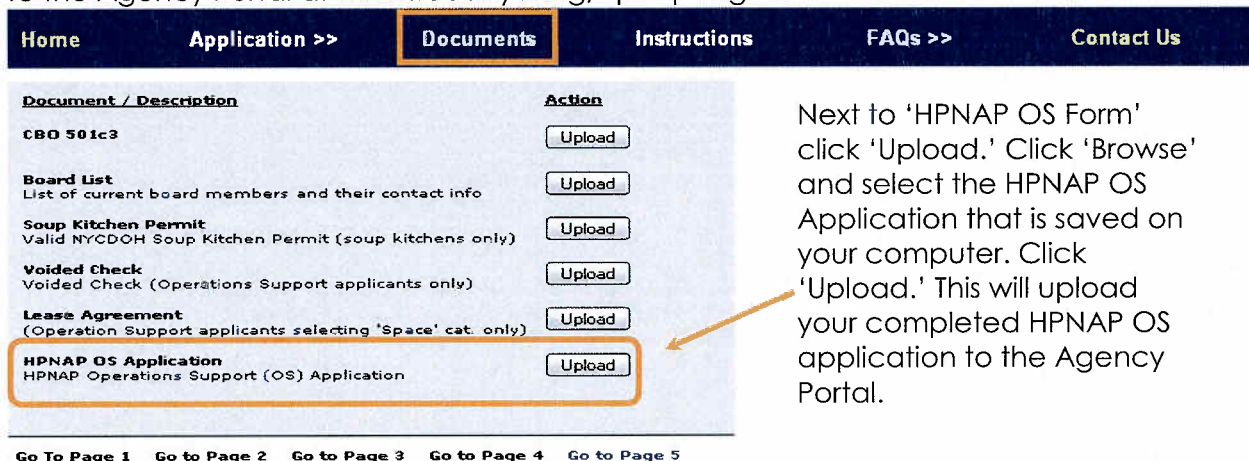 Home Application >> Documents Instructions FAQs >> Contact Us
Document / Description Action
CBO 501c3 Upload
Board List
List of current board members and their contact info Upload
Soup Kitchen Permit
Valid NYCDOH Soup Kitchen Permit (soup kitchens only) Upload
Voided Check
Voided Check (Operations Support applicants only) Upload
Lease Agreement
(Operation Support applicants selecting 'Space' cat. only) Upload
HPNAP OS Application
HPNAP Operations Support (OS) Application Upload
Go To Page 1 Go to Page 2 Go to Page 3 Go to Page 4 Go to Page 5
Next to 'HPNAP OS Form'
click 'Upload.' Click 'Browse'
and select the HPNAP OS
Application that is saved on
your computer. Click
'Upload.' This will upload
your completed HPNAP OS
application to the Agency
Portal.